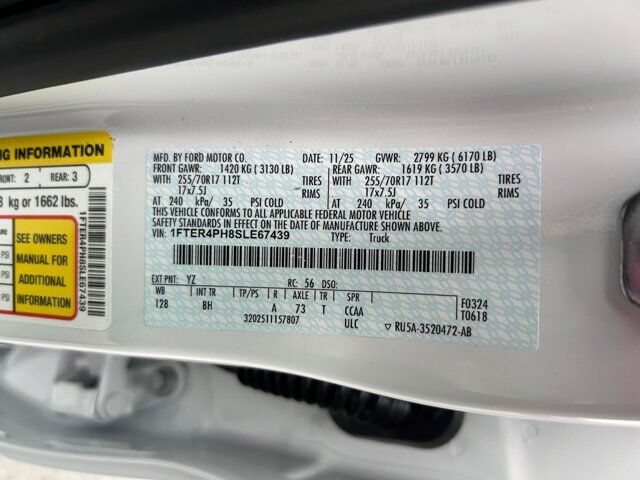 NG INFORMATION
FRONT: 2 REAR: 3
kg or 1662 lbs.
SEE OWNERS
MANUAL FOR
ADDITIONAL
INFORMATION
PSI
PSI
PSI
1FTER4PH8SLE67439
MFD. BY FORD MOTOR CO. DATE: 11/25 GVWR: 2799 KG ( 6170 LB)
FRONT GAWR: 1420 KG ( 3130 LB) REAR GAWR: 1619 KG ( 3570 LB)
WITH WITH
255/70R17 112T TIRES 255/70R17 112T TIRES
17x7.5J RIMS 17x7.5J RIMS
AT 240 kPa/ 35 PSI COLD AT 240 kPa/ 35 PSI COLD
THIS VEHICLE CONFORMS TO ALL APPLICABLE FEDERAL MOTOR VEHICLE
SAFETY STANDARDS IN EFFECT ON THE DATE OF MANUFACTURE SHOWN ABOVE.
VIN: 1FTER4PH8SLE67439 TYPE: Truck
EXT PNT: YZ RC: 56 DSO:
WB INT TR TP/PS R AXLE TR SPR F0324
128 BH A 73 T CCAA T0618
3202511157807 ULC ▽ RU5A-3520472-AB